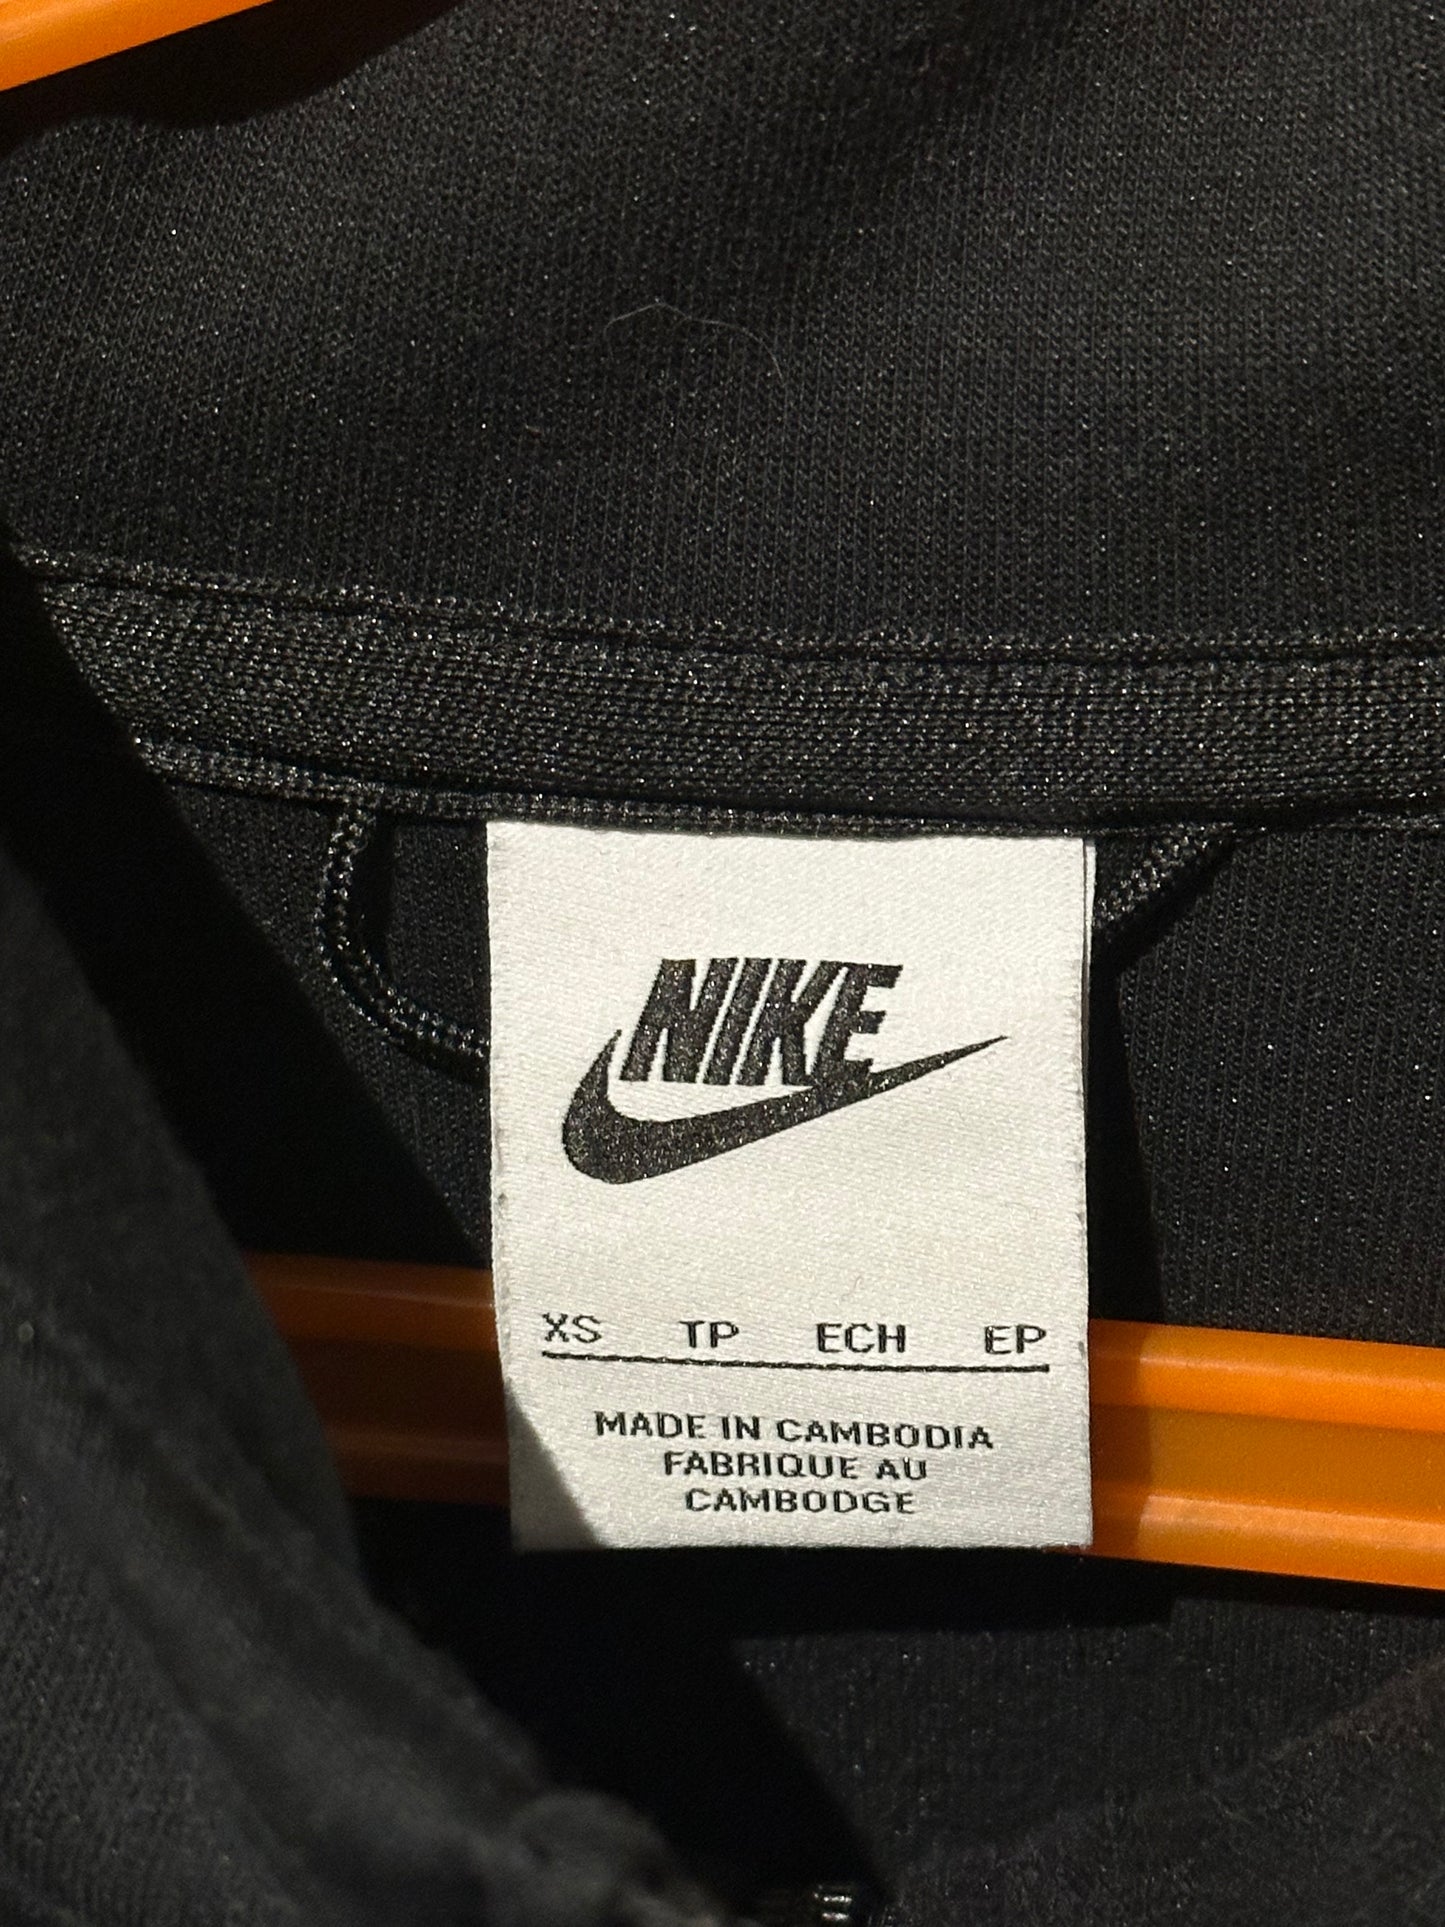 NIKE
XS TP ECH EP
MADE IN CAMBODIA
FABRIQUE AU
CAMBODGE